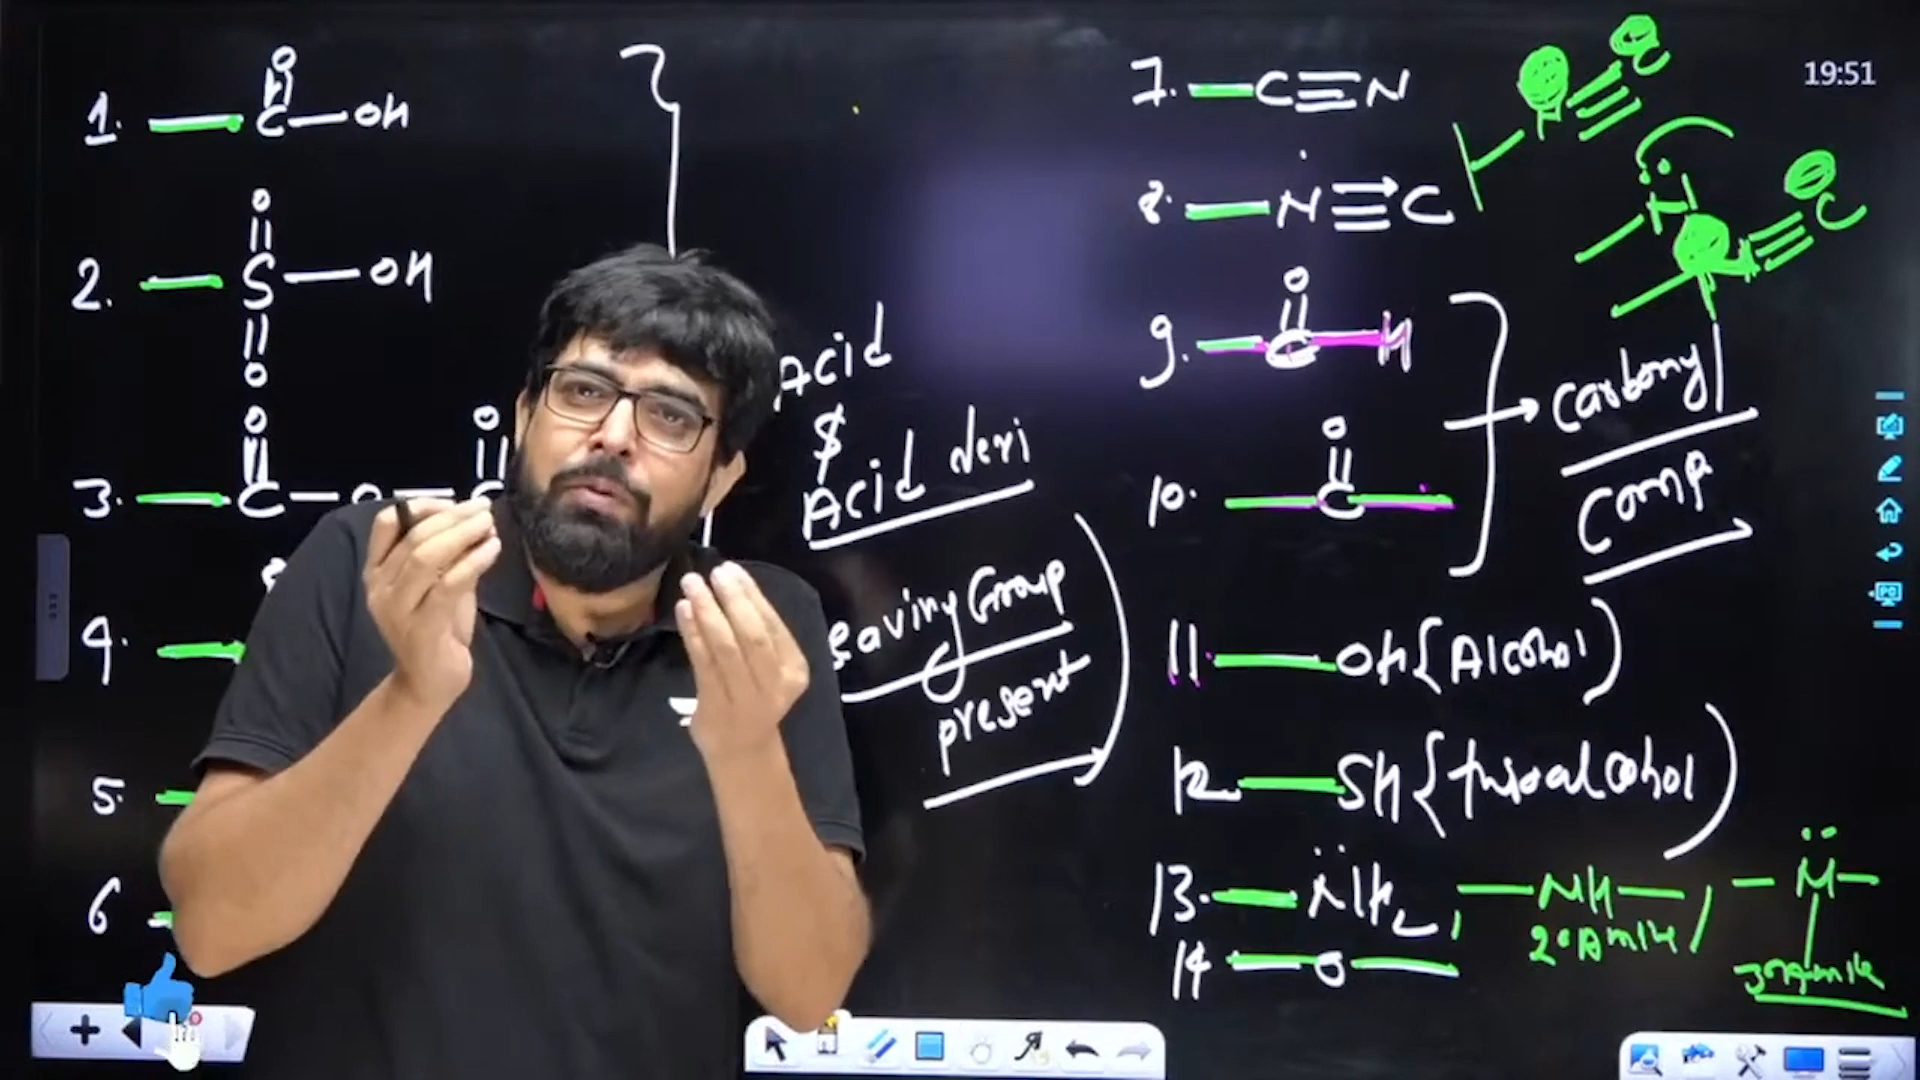 1. C—OH
O
O
2. S—OH
O
O O
3. C—O—C
4.
5.
6
Acid
$
Acid deri
Leaving Group
present
7. —C≡N
8. —N≡C
O
9. —C—H
O
10. —C—
Carbonyl
Comp
11 —OH {Alcohol)
12 —SH {thioalcohol)
13. —NH2, —NH—, —N—
2° Amine
3° Amine
14 —O—
N≡C
N≡C
19:51